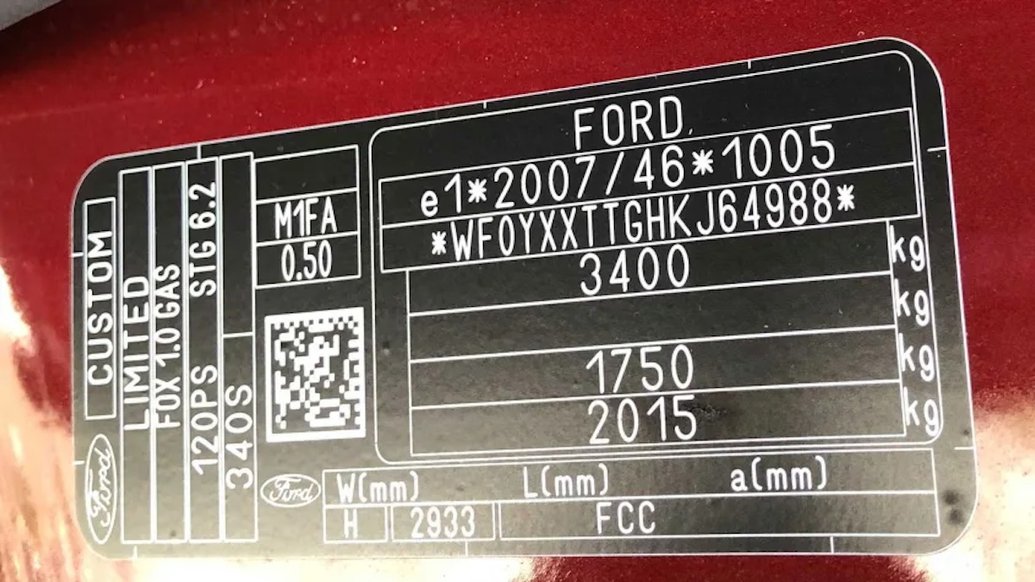 FORD
e1*2007/46*1005
*WF0YXXTTGHKJ64988*
3400 kg
kg
1750 kg
2015 kg
CUSTOM
LIMITED
FOX 1.0 GAS
120PS STG 6.2
340S
M1FA
0.50
Ford
Ford
W(mm) L(mm) a(mm)
H 2933 FCC